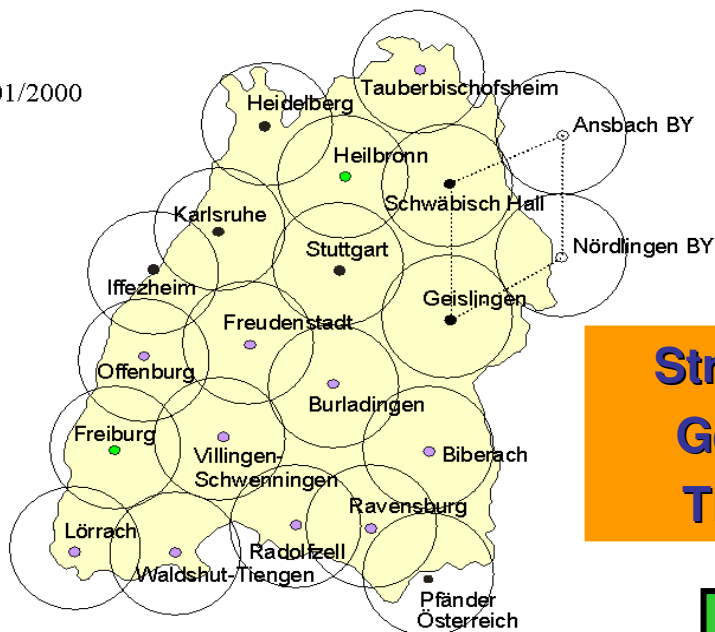 01/2000
Tauberbischofsheim
Heidelberg
Ansbach BY
Heilbronn
Schwäbisch Hall
Karlsruhe
Stuttgart
Nördlingen BY
Iffezheim
Geislingen
Freudenstadt
Offenburg
Burladingen
Freiburg
Villingen-
Schwenningen
Biberach
Ravensburg
Lörrach
Radolfzell
Waldshut-Tiengen
Pfänder
Österreich